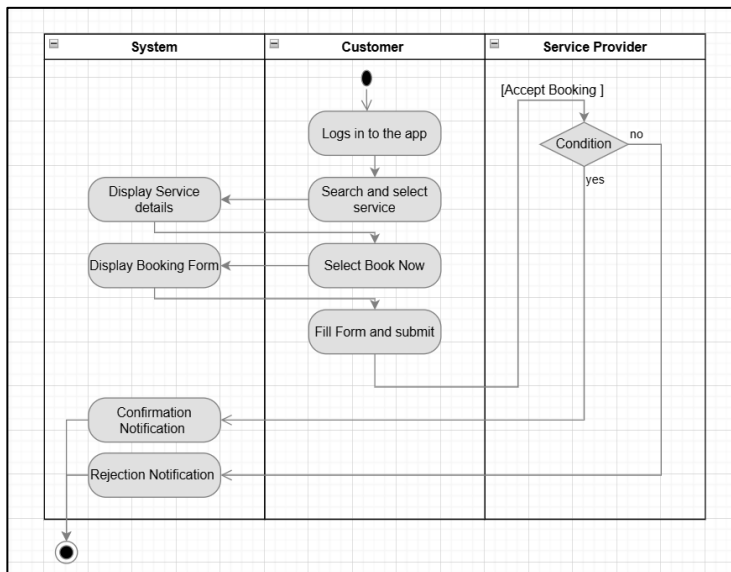 System
Customer
Service Provider
[Accept Booking ]
Logs in to the app
Condition
no
yes
Display Service
details
Search and select
service
Display Booking Form
Select Book Now
Fill Form and submit
Confirmation
Notification
Rejection Notification